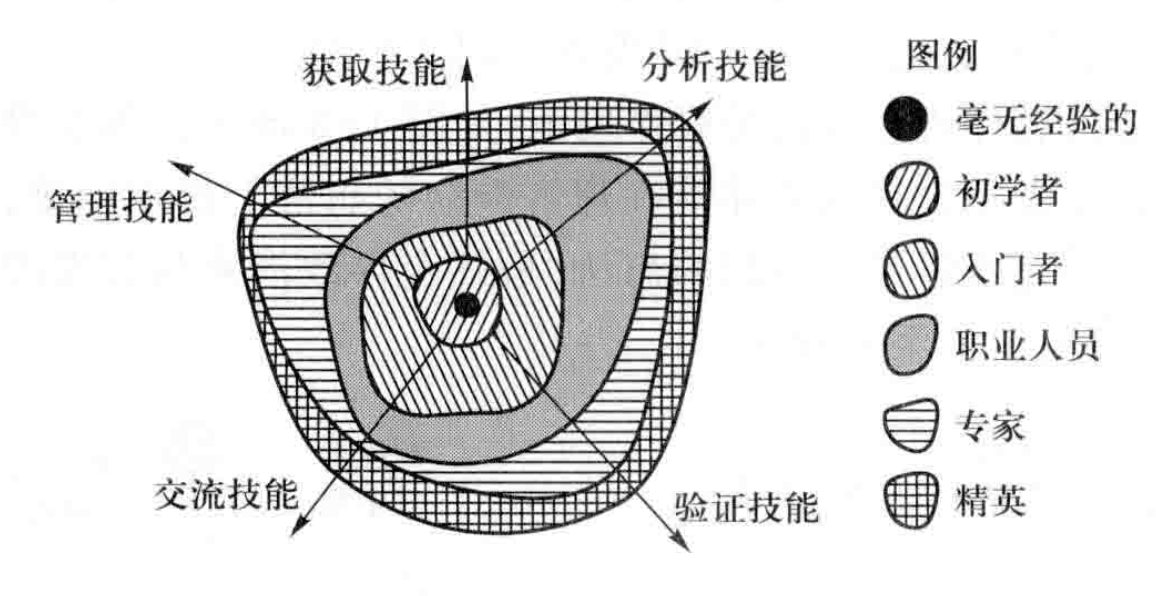 获取技能
分析技能
管理技能
交流技能
验证技能
图例
毫无经验的
初学者
入门者
职业人员
专家
精英